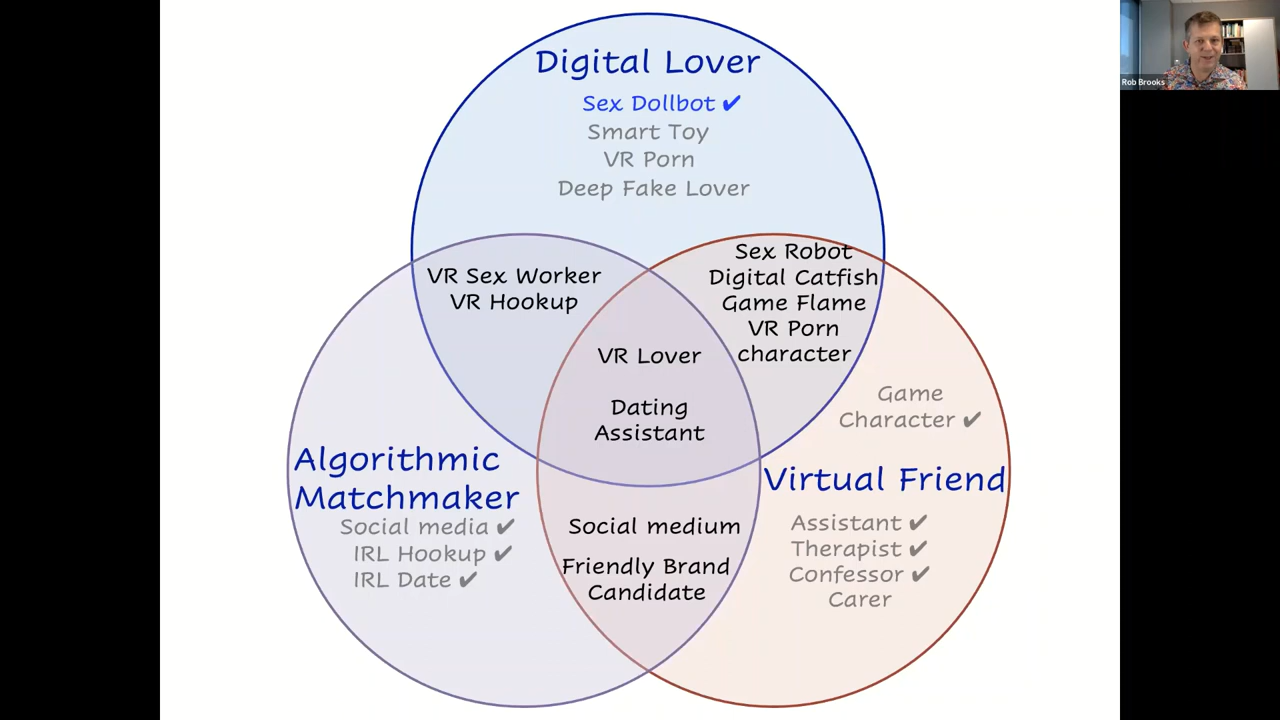 Digital Lover
Sex Dollbot ✔
Smart Toy
VR Porn
Deep Fake Lover
VR Sex Worker
VR Hookup
Sex Robot
Digital Catfish
Game Flame
VR Porn
character
VR Lover
Dating
Assistant
Game
Character ✔
Algorithmic
Matchmaker
Social media ✔
IRL Hookup ✔
IRL Date ✔
Virtual Friend
Assistant ✔
Therapist ✔
Confessor ✔
Carer
Social medium
Friendly Brand
Candidate
Rob Brooks